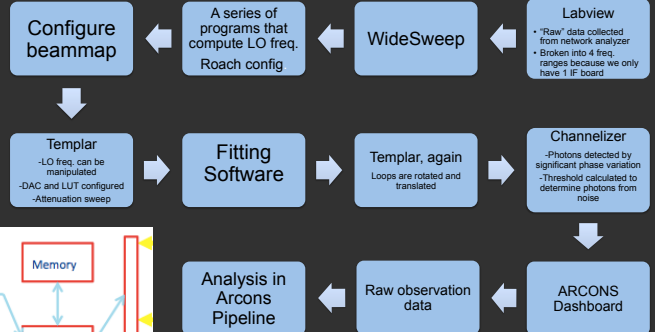 Labview
• "Raw" data collected
from network analyzer
• Broken into 4 freq.
ranges because we only
have 1 IF board
WideSweep
A series of
programs that
compute LO freq.
Roach config.
Configure
beammap
Templar
-LO freq. can be
manipulated
-DAC and LUT configured
-Attenuation sweep
Fitting
Software
Templar, again
Loops are rotated and
translated
Channelizer
-Photons detected by
significant phase variation
-Threshold calculated to
determine photons from
noise
ARCONS
Dashboard
Raw observation
data
Analysis in
Arcons
Pipeline
Memory